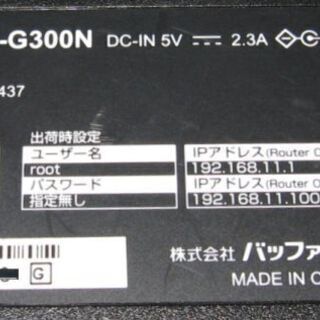 -G300N DC-IN 5V ⎓ 2.3A
437
出荷時設定
ユーザー名 IPアドレス(Router
root 192.168.11.1
パスワード IPアドレス(Router
指定無し 192.168.11.100
G
株式会社 バッファ
MADE IN